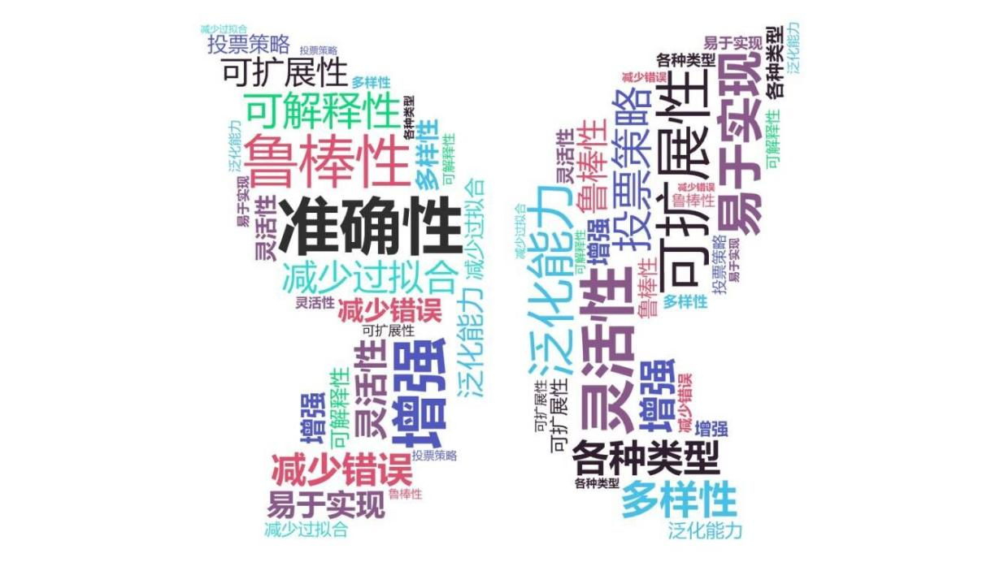 减少过拟合
投票策略
投票策略
可扩展性
多样性
可解释性
各种类型
泛化能力
鲁棒性
多样性
可解释性
易于实现
灵活性
准确性
减少过拟合
减少过拟合
灵活性
减少错误
泛化能力
可扩展性
灵活性
增强
增强
可解释性
减少错误
投票策略
易于实现
鲁棒性
减少过拟合
易于实现
各种类型
泛化能力
各种类型
减少错误
易于实现
可扩展性
投票策略
鲁棒性
灵活性
可解释性
减少错误
鲁棒性
泛化能力
减少过拟合
增强
可解释性
投票策略
易于实现
鲁棒性
多样性
灵活性
增强
减少错误
可扩展性
可扩展性
增强
各种类型
各种类型
多样性
泛化能力